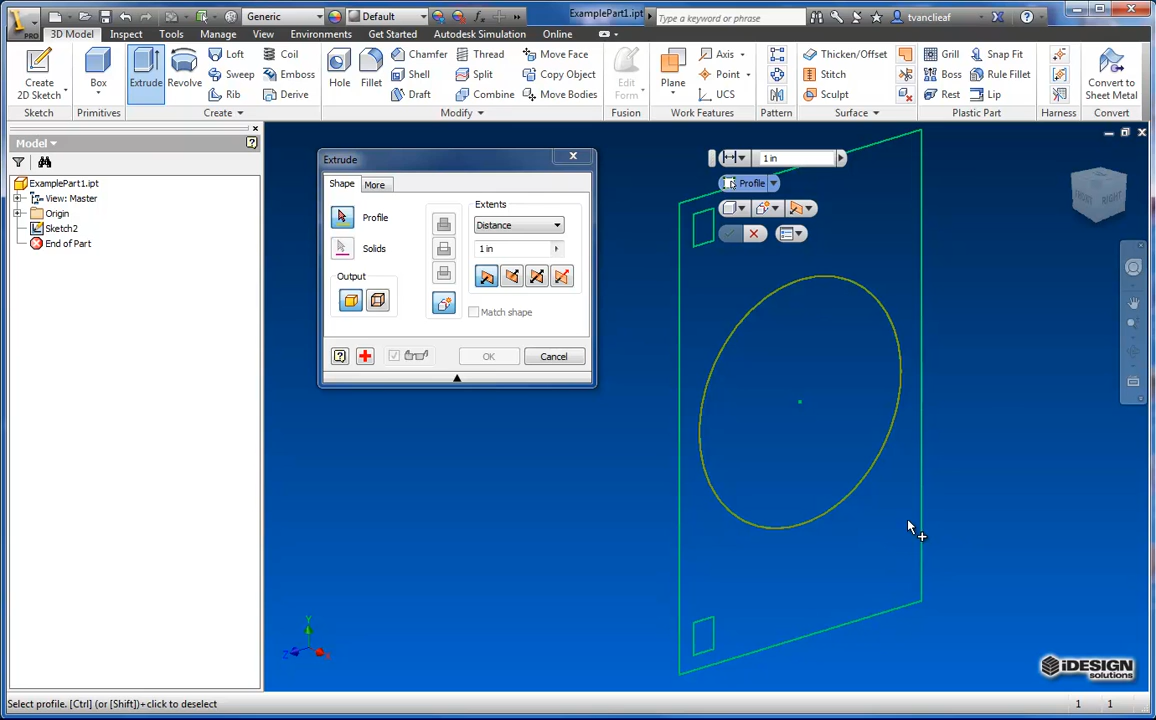 PRO
Generic
Default
ExamplePart1.ipt
Type a keyword or phrase
tvanclief
3D Model
Inspect
Tools
Manage
View
Environments
Get Started
Autodesk Simulation
Online
Create
2D Sketch
Box
Extrude
Revolve
Loft
Sweep
Rib
Coil
Emboss
Derive
Hole
Fillet
Chamfer
Shell
Draft
Thread
Split
Combine
Move Face
Copy Object
Move Bodies
Edit
Form
Plane
Axis
Point
UCS
Thicken/Offset
Stitch
Sculpt
Grill
Boss
Rest
Snap Fit
Rule Fillet
Lip
Convert to
Sheet Metal
Sketch
Primitives
Create
Modify
Fusion
Work Features
Pattern
Surface
Plastic Part
Harness
Convert
Model
ExamplePart1.ipt
View: Master
Origin
Sketch2
End of Part
Extrude
Shape
More
Profile
Solids
Output
Extents
Distance
1 in
Match shape
OK
Cancel
1 in
Profile
FRONT
RIGHT
Y
Z
X
iDESIGN
solutions
Select profile. [Ctrl] (or [Shift])+click to deselect
1
1